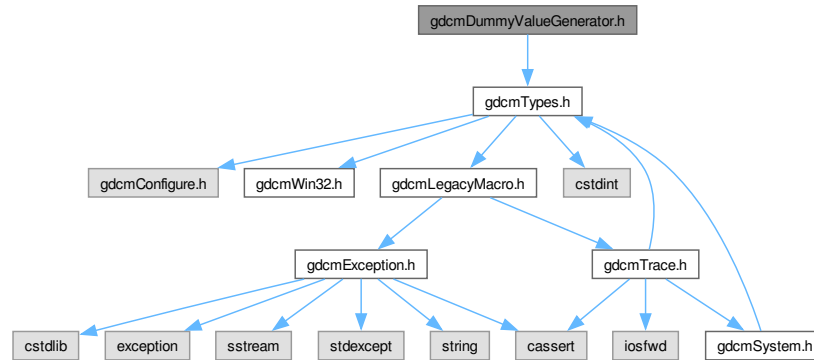 gdcmDummyValueGenerator.h
gdcmTypes.h
gdcmConfigure.h
gdcmWin32.h
gdcmLegacyMacro.h
cstdint
gdcmException.h
gdcmTrace.h
cstdlib
exception
sstream
stdexcept
string
cassert
iosfwd
gdcmSystem.h